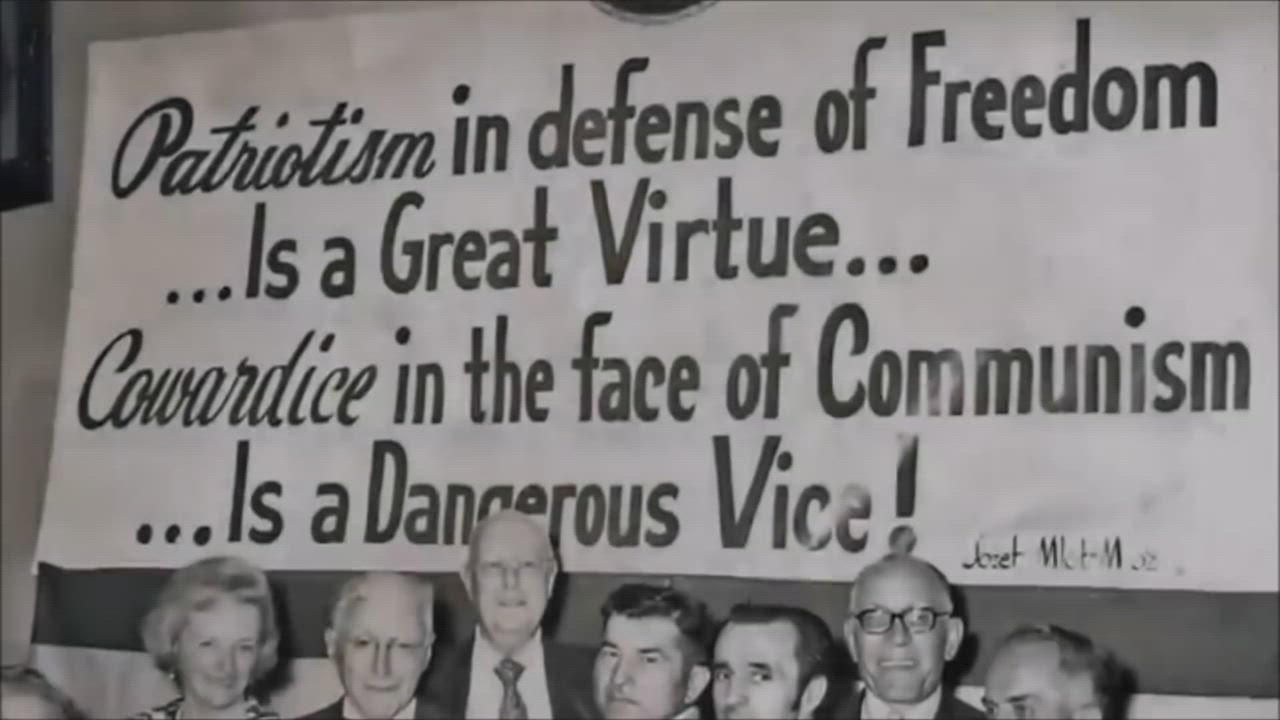 Patriotism in defense of Freedom
...Is a Great Virtue...
Cowardice in the face of Communism
...Is a Dangerous Vice!
Jozef